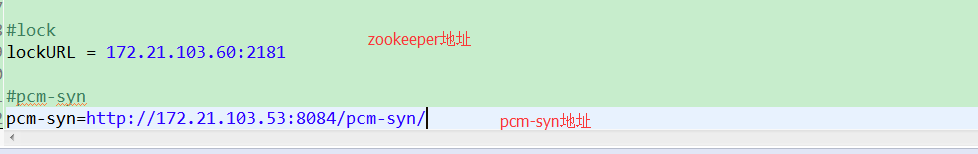 #lock
zookeeper地址
lockURL = 172.21.103.60:2181
#pcm-syn
pcm-syn=http://172.21.103.53:8084/pcm-syn/
pcm-syn地址